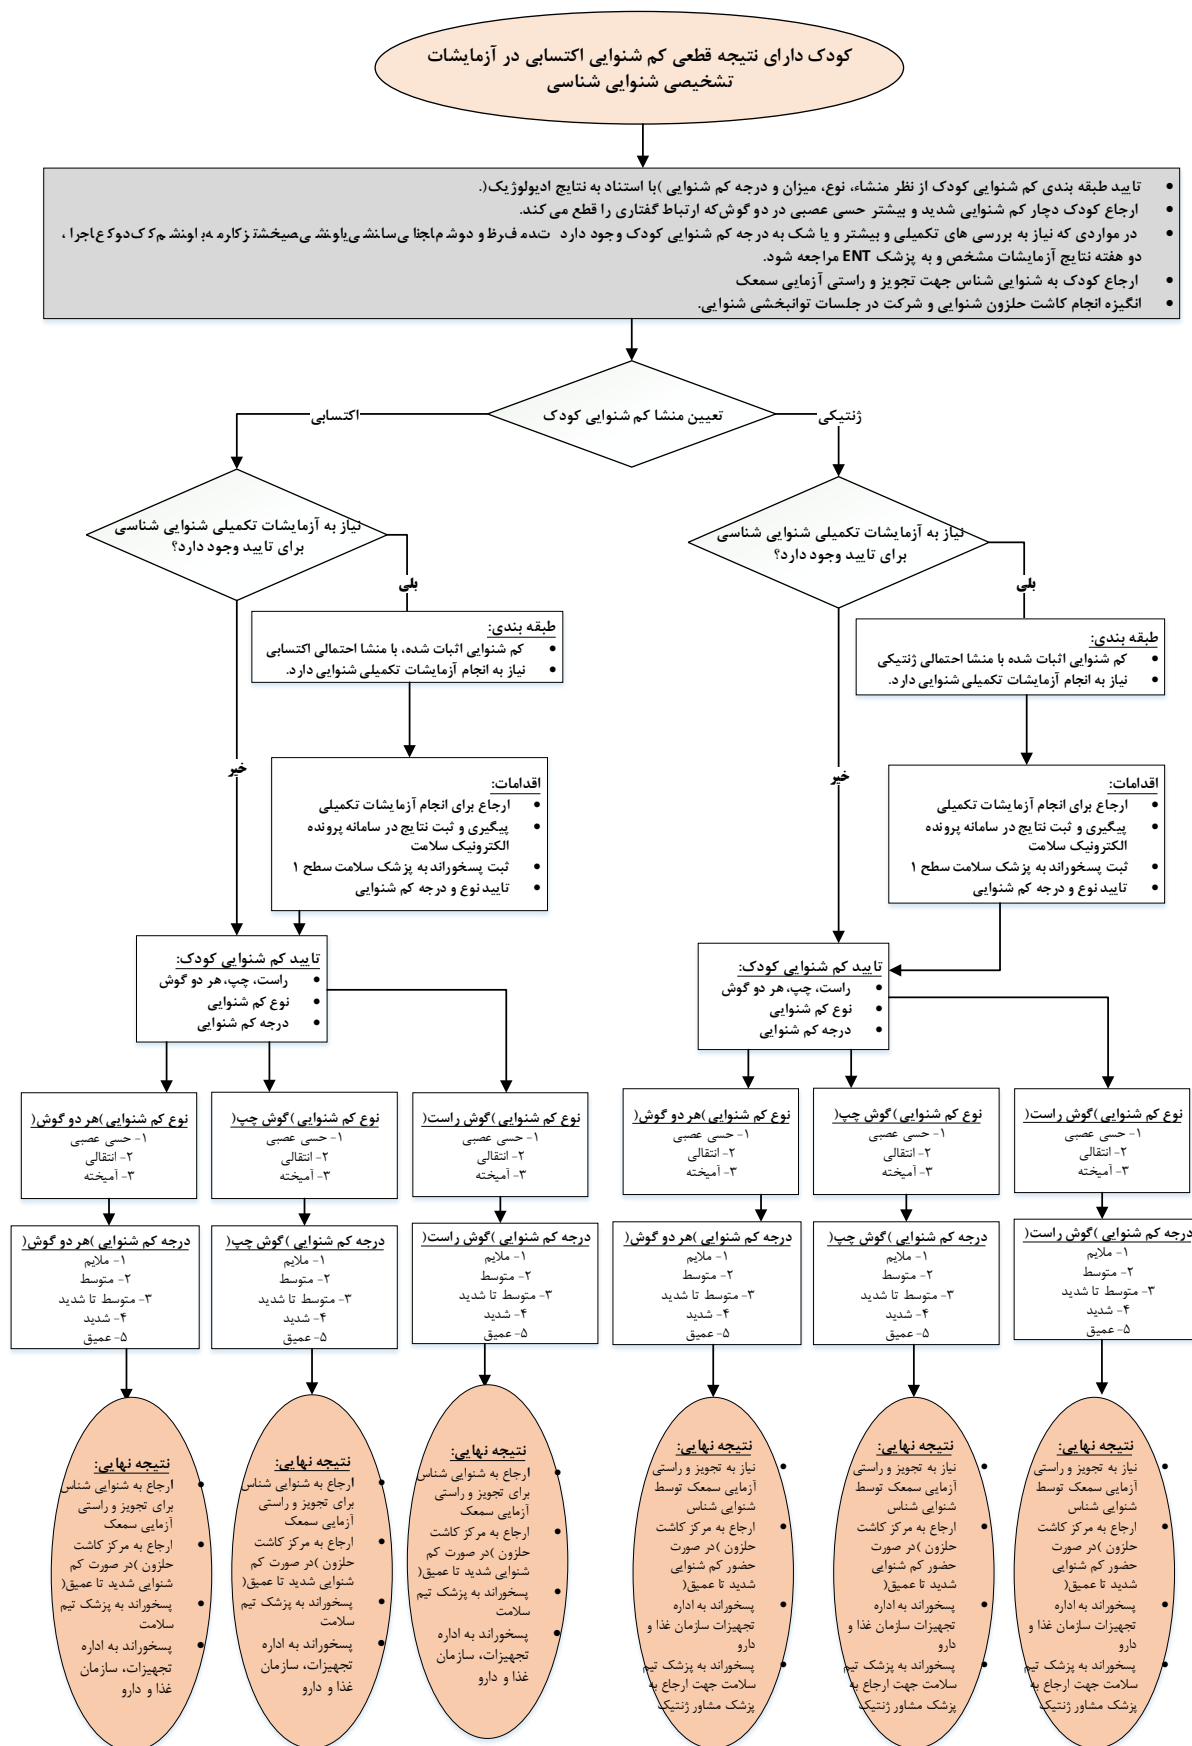 کودک دارای نتیجه قطعی کم شنوایی اکتسابی در آزمایشات
تشخیصی شنوایی شناسی
• تایید طبقه بندی کم شنوایی کودک از نظر منشاء، نوع، میزان و درجه کم شنوایی )با استناد به نتایج ادیولوژیک(.
• ارجاع کودک دچار کم شنوایی شدید و بیشتر حسی عصبی در دو گوش که ارتباط گفتاری را قطع می کند.
• در مواردی که نیاز به بررسی های تکمیلی و بیشتر و یا شک به درجه کم شنوایی کودک وجود دارد
دو هفته نتایج آزمایشات مشخص و به پزشک ENT مراجعه شود.
• ارجاع کودک به شنوایی شناس جهت تجویز و راستی آزمایی سمعک
• انگیزه انجام کاشت حلزون شنوایی و شرکت در جلسات توانبخشی شنوایی.
تعیین منشا کم شنوایی کودک
ژنتیکی
اکتسابی
نیاز به آزمایشات تکمیلی شنوایی شناسی
برای تایید وجود دارد؟
بلی
خیر
طبقه بندی:
• کم شنوایی اثبات شده با منشا احتمالی ژنتیکی
• نیاز به انجام آزمایشات تکمیلی شنوایی دارد.
اقدامات:
• ارجاع برای انجام آزمایشات تکمیلی
• پیگیری و ثبت نتایج در سامانه پرونده
الکترونیک سلامت
• ثبت پسخوراند به پزشک سلامت سطح ۱
• تایید نوع و درجه کم شنوایی
تایید کم شنوایی کودک:
• راست، چپ، هر دو گوش
• نوع کم شنوایی
• درجه کم شنوایی
نوع کم شنوایی )گوش راست(
۱- حسی عصبی
۲- انتقالی
۳- آمیخته
نوع کم شنوایی )گوش چپ(
۱- حسی عصبی
۲- انتقالی
۳- آمیخته
نوع کم شنوایی )هر دو گوش(
۱- حسی عصبی
۲- انتقالی
۳- آمیخته
درجه کم شنوایی )گوش راست(
۱- ملایم
۲- متوسط
۳- متوسط تا شدید
۴- شدید
۵- عمیق
درجه کم شنوایی )گوش چپ(
۱- ملایم
۲- متوسط
۳- متوسط تا شدید
۴- شدید
۵- عمیق
درجه کم شنوایی )هر دو گوش(
۱- ملایم
۲- متوسط
۳- متوسط تا شدید
۴- شدید
۵- عمیق
نتیجه نهایی:
• نیاز به تجویز و راستی
آزمایی سمعک توسط
شنوایی شناس
• ارجاع به مرکز کاشت
حلزون )در صورت
حضور کم شنوایی
شدید تا عمیق(
• پسخوراند به اداره
تجهیزات سازمان غذا و
دارو
• پسخوراند به پزشک تیم
سلامت جهت ارجاع به
پزشک مشاور ژنتیک
نتیجه نهایی:
• نیاز به تجویز و راستی
آزمایی سمعک توسط
شنوایی شناس
• ارجاع به مرکز کاشت
حلزون )در صورت
حضور کم شنوایی
شدید تا عمیق(
• پسخوراند به اداره
تجهیزات سازمان غذا و
دارو
• پسخوراند به پزشک تیم
سلامت جهت ارجاع به
پزشک مشاور ژنتیک
نتیجه نهایی:
• نیاز به تجویز و راستی
آزمایی سمعک توسط
شنوایی شناس
• ارجاع به مرکز کاشت
حلزون )در صورت
حضور کم شنوایی
شدید تا عمیق(
• پسخوراند به اداره
تجهیزات سازمان غذا و
دارو
• پسخوراند به پزشک تیم
سلامت جهت ارجاع به
پزشک مشاور ژنتیک
نیاز به آزمایشات تکمیلی شنوایی شناسی
برای تایید وجود دارد؟
بلی
خیر
طبقه بندی:
• کم شنوایی اثبات شده، با منشا احتمالی اکتسابی
• نیاز به انجام آزمایشات تکمیلی شنوایی دارد.
اقدامات:
• ارجاع برای انجام آزمایشات تکمیلی
• پیگیری و ثبت نتایج در سامانه پرونده
الکترونیک سلامت
• ثبت پسخوراند به پزشک سلامت سطح ۱
• تایید نوع و درجه کم شنوایی
تایید کم شنوایی کودک:
• راست، چپ، هر دو گوش
• نوع کم شنوایی
• درجه کم شنوایی
نوع کم شنوایی )گوش راست(
۱- حسی عصبی
۲- انتقالی
۳- آمیخته
نوع کم شنوایی )گوش چپ(
۱- حسی عصبی
۲- انتقالی
۳- آمیخته
نوع کم شنوایی )هر دو گوش(
۱- حسی عصبی
۲- انتقالی
۳- آمیخته
درجه کم شنوایی )گوش راست(
۱- ملایم
۲- متوسط
۳- متوسط تا شدید
۴- شدید
۵- عمیق
درجه کم شنوایی )گوش چپ(
۱- ملایم
۲- متوسط
۳- متوسط تا شدید
۴- شدید
۵- عمیق
درجه کم شنوایی )هر دو گوش(
۱- ملایم
۲- متوسط
۳- متوسط تا شدید
۴- شدید
۵- عمیق
نتیجه نهایی:
• ارجاع به شنوایی شناس
برای تجویز و راستی
آزمایی سمعک
• ارجاع به مرکز کاشت
حلزون )در صورت کم
شنوایی شدید تا عمیق(
• پسخوراند به پزشک تیم
سلامت
• پسخوراند به اداره
تجهیزات، سازمان
غذا و دارو
نتیجه نهایی:
• ارجاع به شنوایی شناس
برای تجویز و راستی
آزمایی سمعک
• ارجاع به مرکز کاشت
حلزون )در صورت کم
شنوایی شدید تا عمیق(
• پسخوراند به پزشک تیم
سلامت
• پسخوراند به اداره
تجهیزات، سازمان
غذا و دارو
نتیجه نهایی:
• ارجاع به شنوایی شناس
برای تجویز و راستی
آزمایی سمعک
• ارجاع به مرکز کاشت
حلزون )در صورت کم
شنوایی شدید تا عمیق(
• پسخوراند به پزشک تیم
سلامت
• پسخوراند به اداره
تجهیزات، سازمان
غذا و دارو